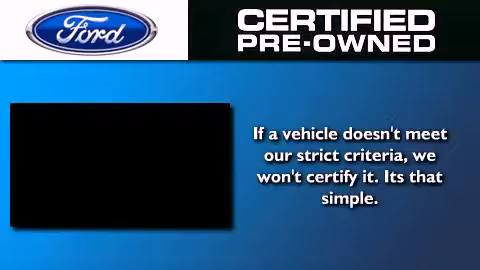 Ford
CERTIFIED
PRE-OWNED
If a vehicle doesn't meet
our strict criteria, we
won't certify it. Its that
simple.